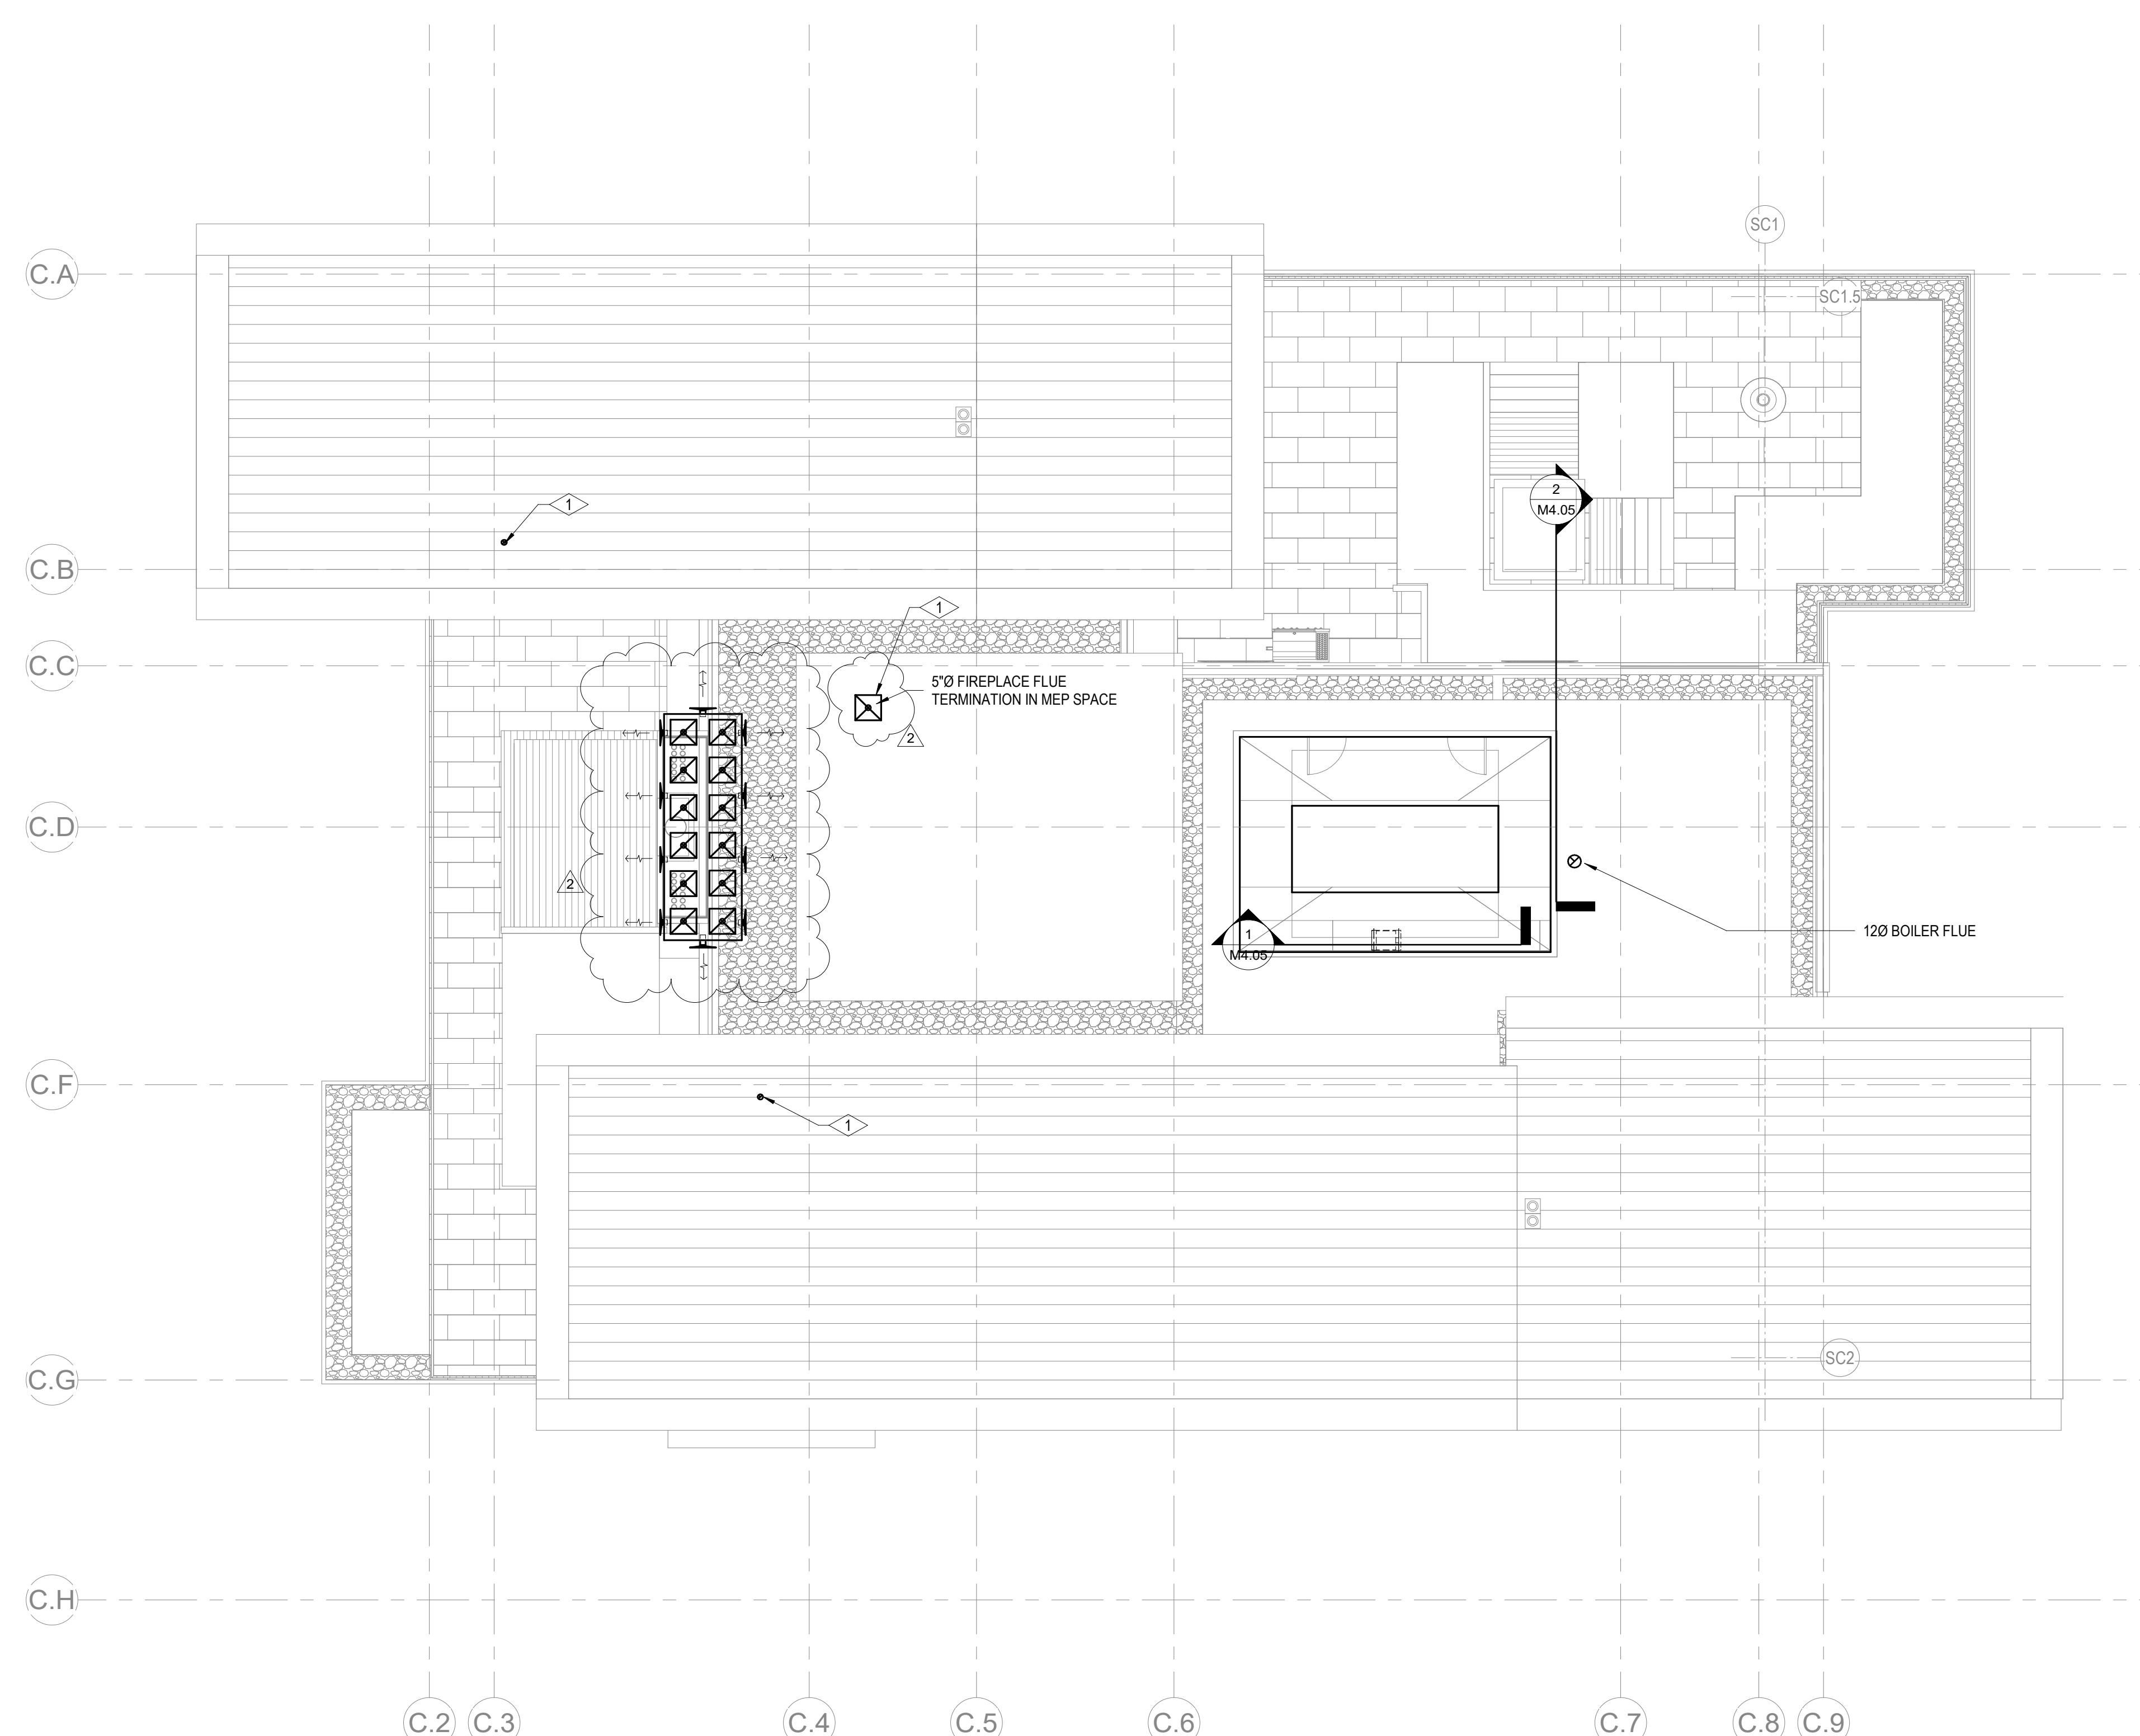 SC1
C.A
SC1.5
1
2
M4.05
C.B
1
C.C
5"Ø FIREPLACE FLUE
TERMINATION IN MEP SPACE
2
C.D
2
12Ø BOILER FLUE
1
M4.05
C.F
1
SC2
C.G
C.H
C.2
C.3
C.4
C.5
C.6
C.7
C.8
C.9